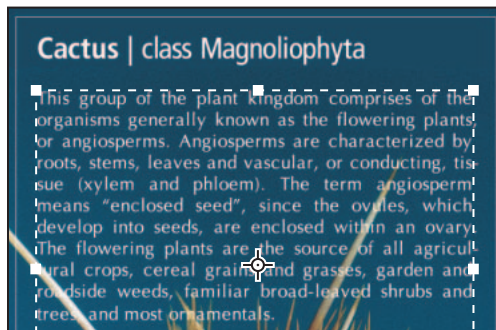 Cactus | class Magnoliophyta
This group of the plant kingdom comprises of the
organisms generally known as the flowering plants,
or angiosperms. Angiosperms are characterized by
roots, stems, leaves and vascular, or conducting, tis-
sue (xylem and phloem). The term angiosperm
means “enclosed seed”, since the ovules, which
develop into seeds, are enclosed within an ovary.
The flowering plants are the source of all agricul-
tural crops, cereal grains and grasses, garden and
roadside weeds, familiar broad-leaved shrubs and
trees, and most ornamentals.